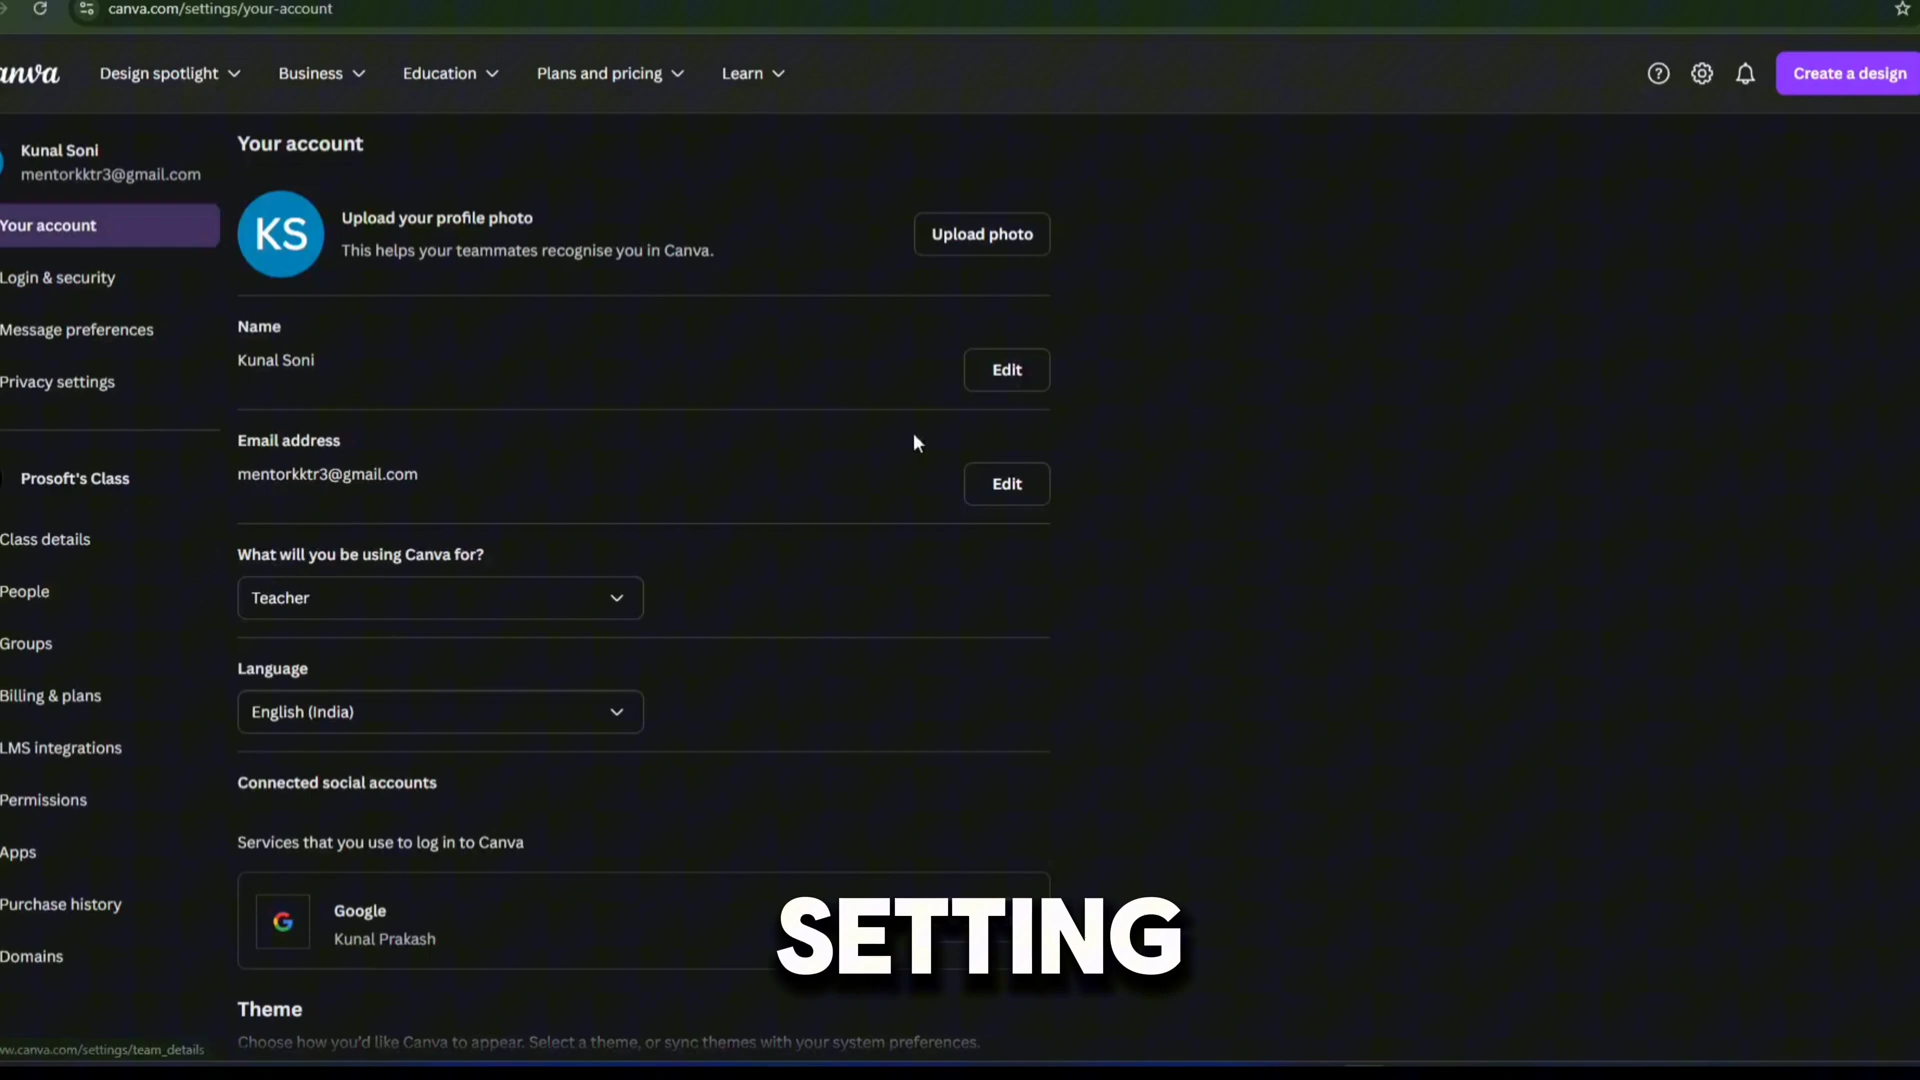 canva.com/settings/your-account
anva
Design spotlight
Business
Education
Plans and pricing
Learn
Create a design
Kunal Soni
mentorkktr3@gmail.com
Your account
Login & security
Message preferences
Privacy settings
Prosoft's Class
Class details
People
Groups
Billing & plans
LMS integrations
Permissions
Apps
Purchase history
Domains
Your account
KS
Upload your profile photo
This helps your teammates recognise you in Canva.
Upload photo
Name
Kunal Soni
Edit
Email address
mentorkktr3@gmail.com
Edit
What will you be using Canva for?
Teacher
Language
English (India)
Connected social accounts
Services that you use to log in to Canva
Google
Kunal Prakash
SETTING
Theme
Choose how you'd like Canva to appear. Select a theme, or sync themes with your system preferences.
ww.canva.com/settings/team_details